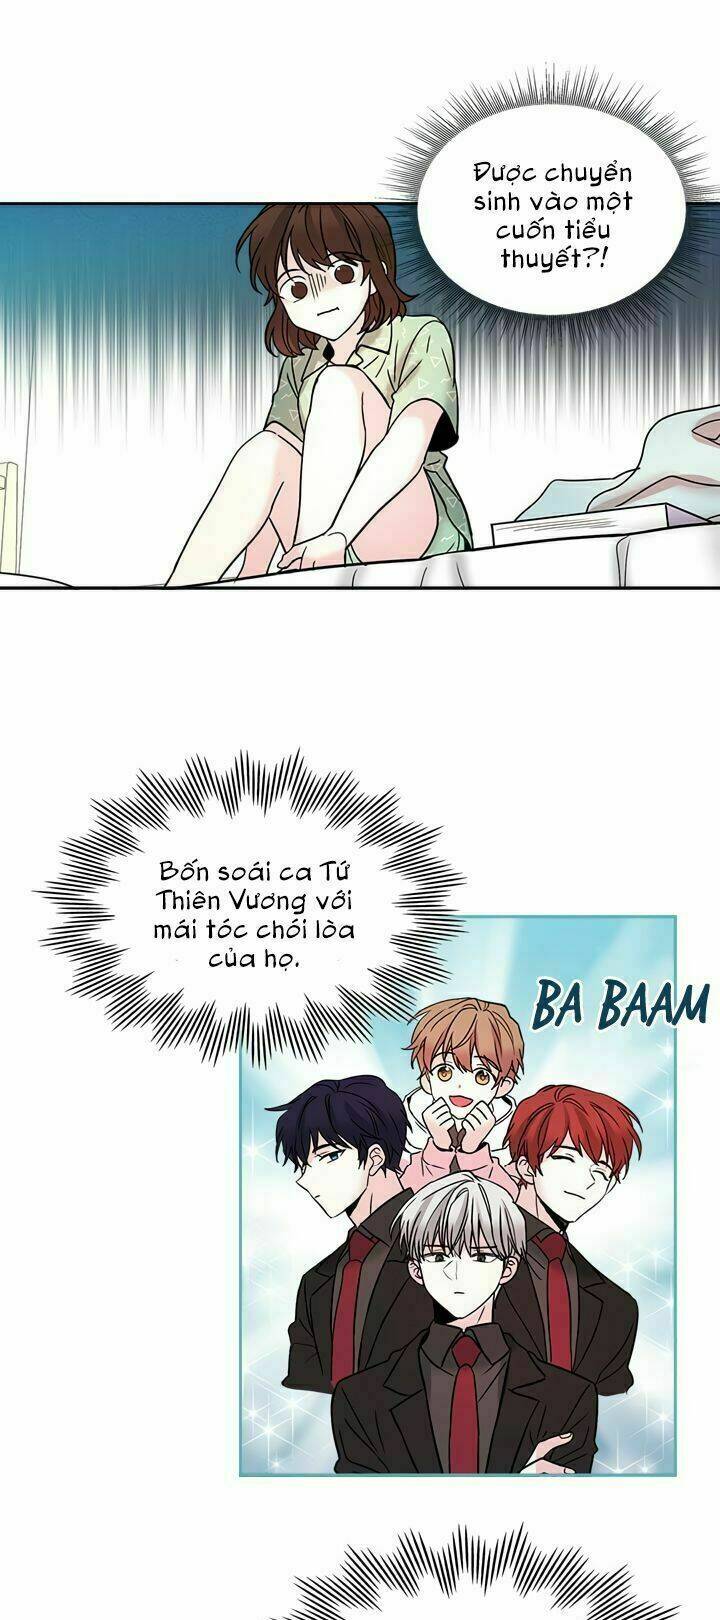 Được chuyển
sinh vào một
cuốn tiểu
thuyết?!
Bốn soái ca Tứ
Thiên Vương với
mái tóc chói lòa
của họ.
BA BAAM